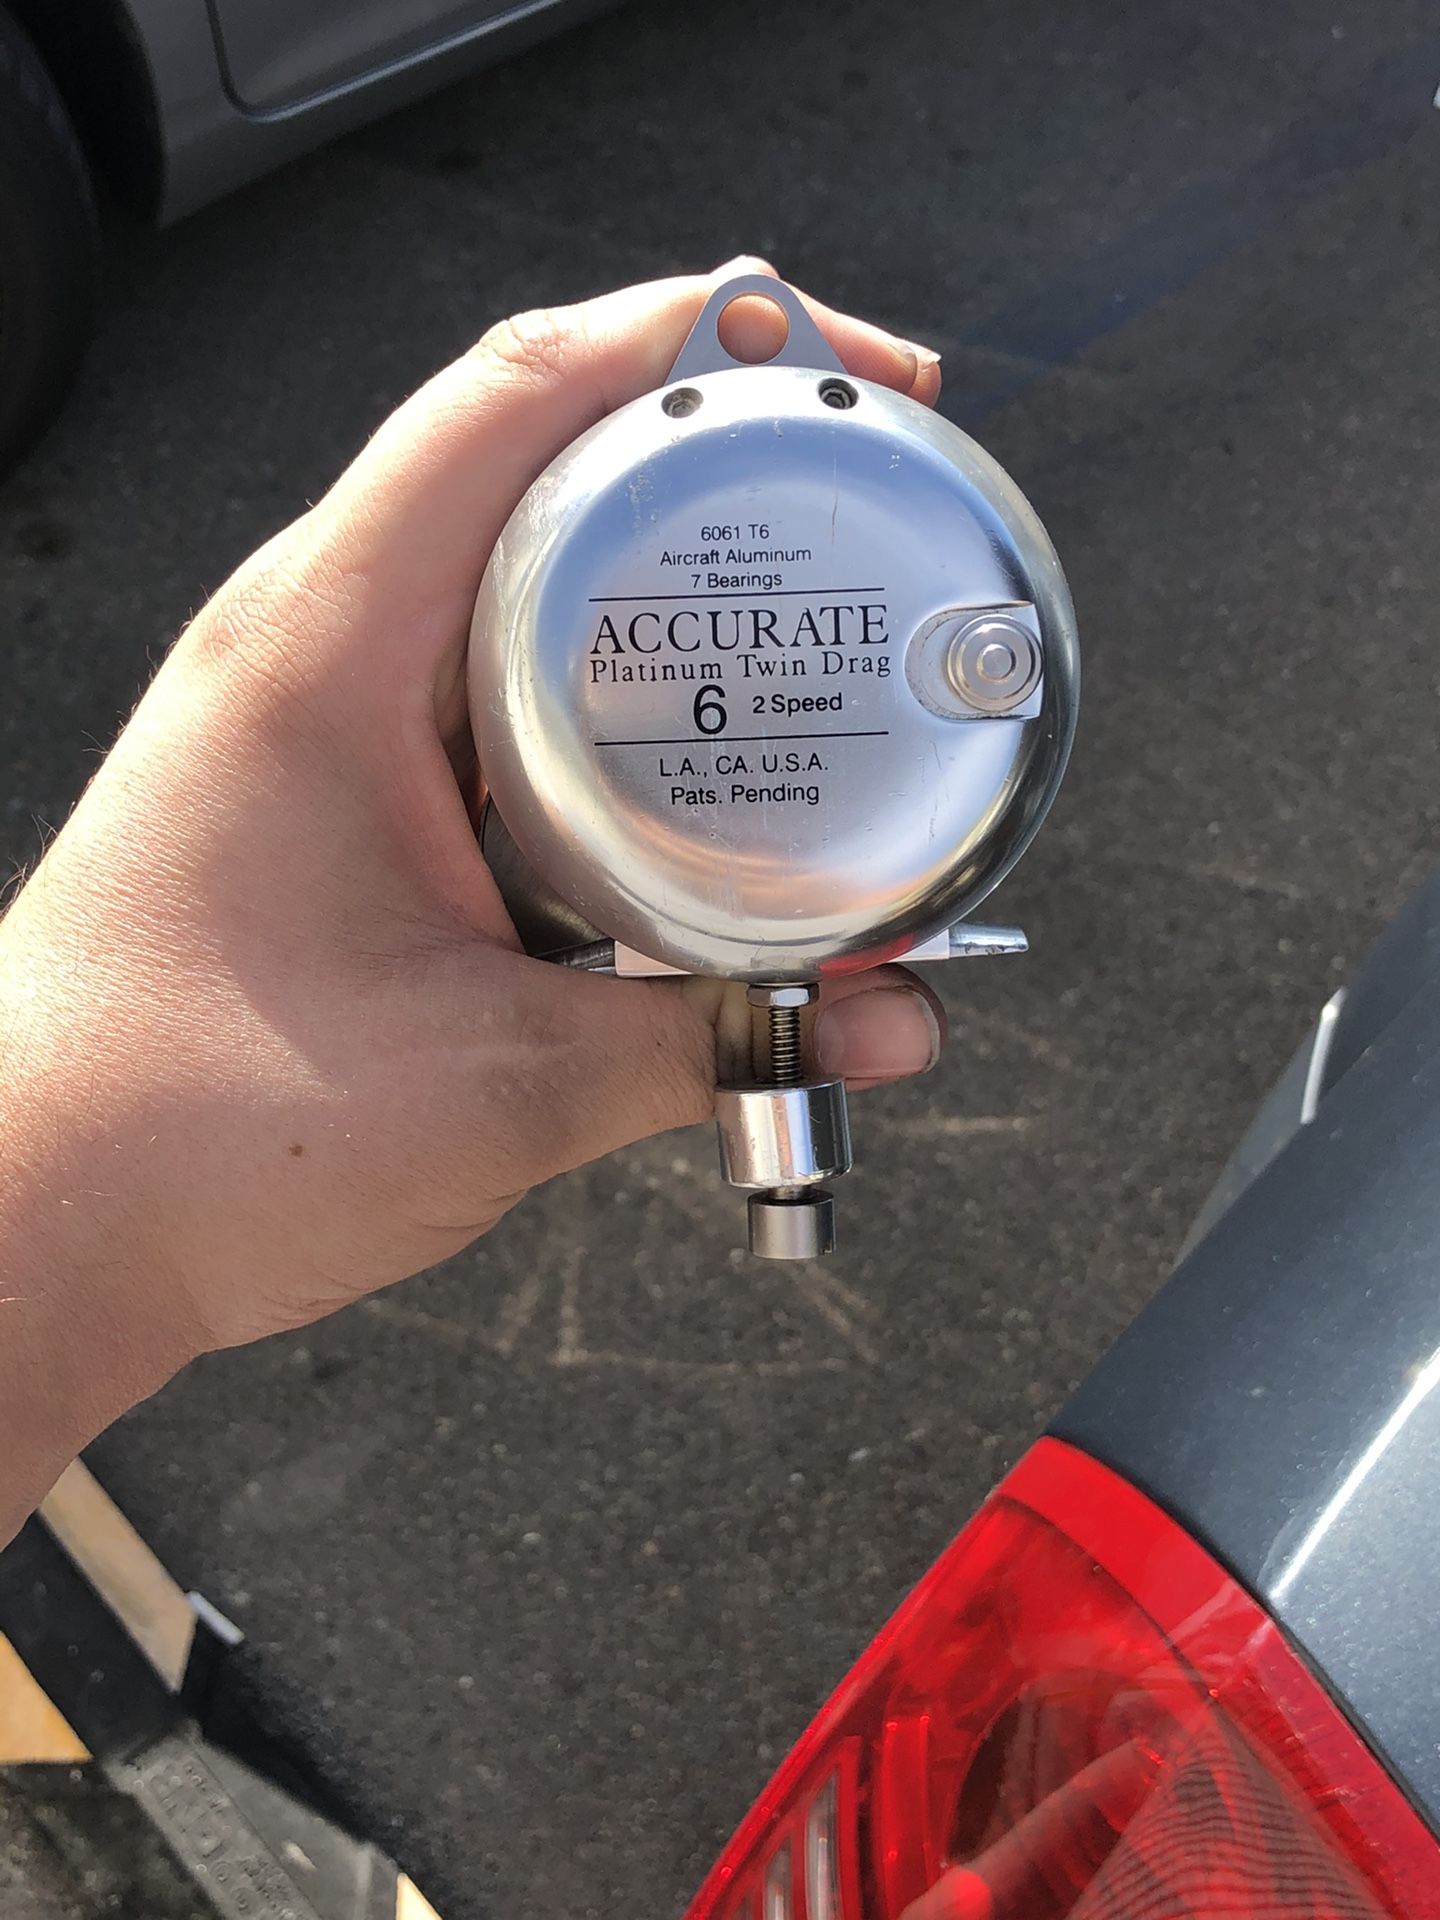 6061 T6
Aircraft Aluminum
7 Bearings
ACCURATE
Platinum Twin Drag
6 2 Speed
L.A., CA. U.S.A.
Pats. Pending